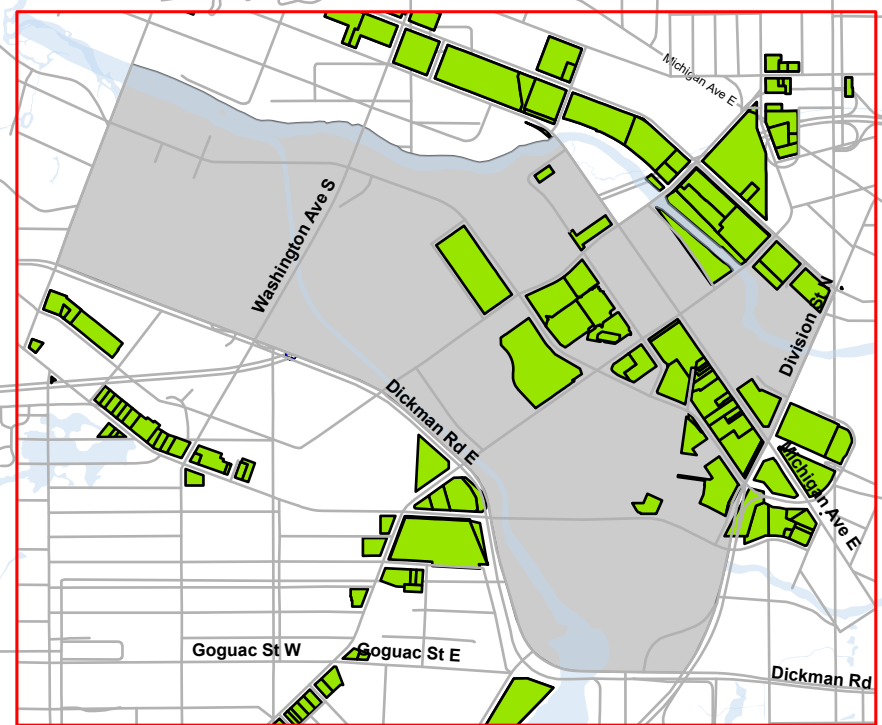 Michigan Ave E
Washington Ave S
Division St N
Dickman Rd E
Michigan Ave E
Goguac St W
Goguac St E
Dickman Rd